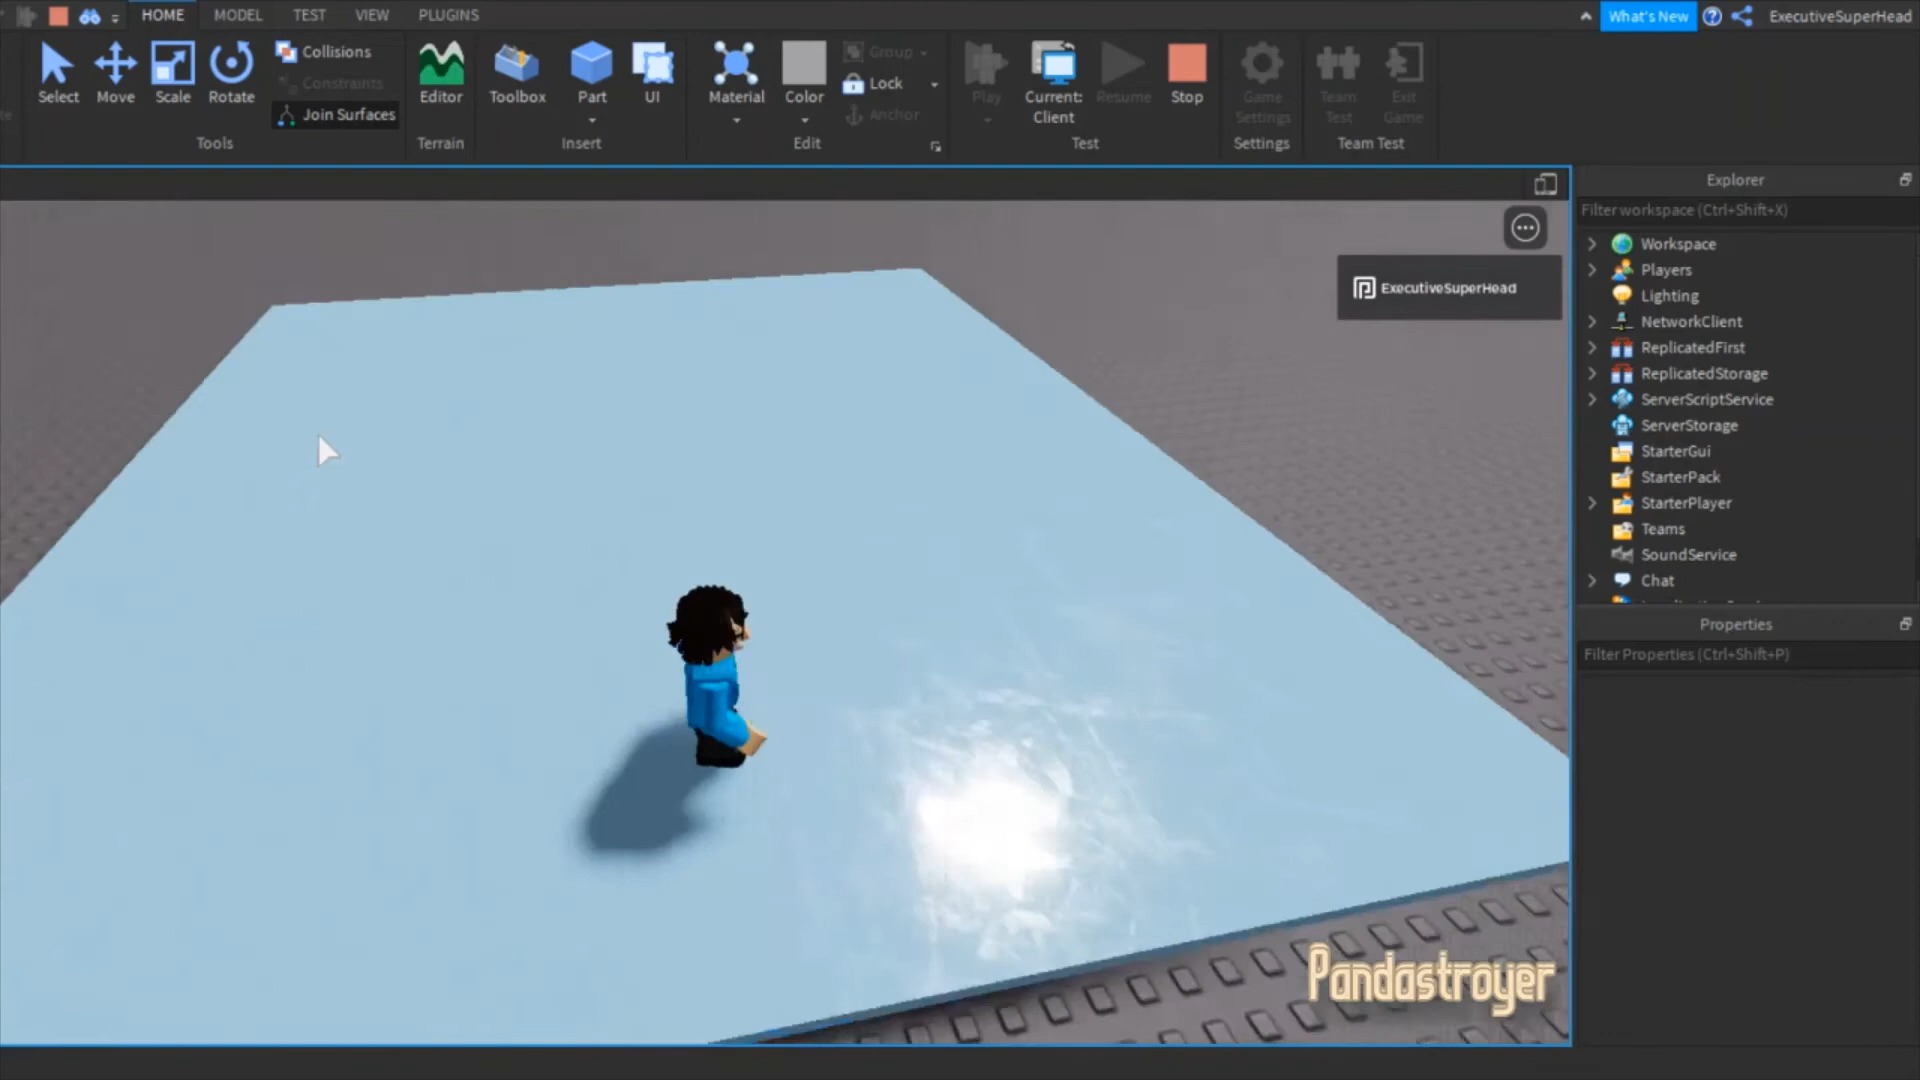 HOME MODEL TEST VIEW PLUGINS
What's New
ExecutiveSuperHead
Select
Move
Scale
Rotate
Collisions
Constraints
Join Surfaces
Tools
Editor
Terrain
Toolbox
Part
UI
Insert
Material
Color
Group
Lock
Anchor
Edit
Play
Current:
Client
Resume
Stop
Test
Game
Settings
Settings
Team
Test
Exit
Game
Team Test
ExecutiveSuperHead
Pandastroyer
Explorer
Filter workspace (Ctrl+Shift+X)
Workspace
Players
Lighting
NetworkClient
ReplicatedFirst
ReplicatedStorage
ServerScriptService
ServerStorage
StarterGui
StarterPack
StarterPlayer
Teams
SoundService
Chat
Properties
Filter Properties (Ctrl+Shift+P)